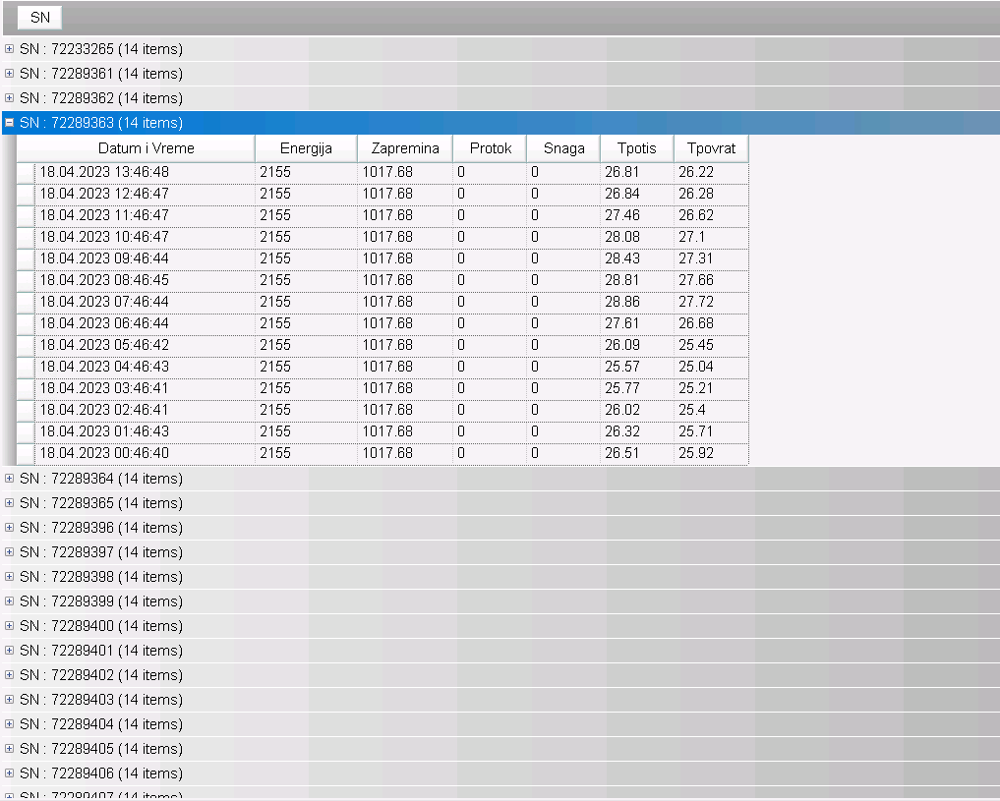 SN
SN : 72233265 (14 items)
SN : 72289361 (14 items)
SN : 72289362 (14 items)
SN : 72289363 (14 items)
Datum i Vreme Energija Zapremina Protok Snaga Tpotis Tpovrat
18.04.2023 13:46:48 2155 1017.68 0 0 26.81 26.22
18.04.2023 12:46:47 2155 1017.68 0 0 26.84 26.28
18.04.2023 11:46:47 2155 1017.68 0 0 27.46 26.62
18.04.2023 10:46:47 2155 1017.68 0 0 28.08 27.1
18.04.2023 09:46:44 2155 1017.68 0 0 28.43 27.31
18.04.2023 08:46:45 2155 1017.68 0 0 28.81 27.66
18.04.2023 07:46:44 2155 1017.68 0 0 28.86 27.72
18.04.2023 06:46:44 2155 1017.68 0 0 27.61 26.68
18.04.2023 05:46:42 2155 1017.68 0 0 26.09 25.45
18.04.2023 04:46:43 2155 1017.68 0 0 25.57 25.04
18.04.2023 03:46:41 2155 1017.68 0 0 25.77 25.21
18.04.2023 02:46:41 2155 1017.68 0 0 26.02 25.4
18.04.2023 01:46:43 2155 1017.68 0 0 26.32 25.71
18.04.2023 00:46:40 2155 1017.68 0 0 26.51 25.92
SN : 72289364 (14 items)
SN : 72289365 (14 items)
SN : 72289396 (14 items)
SN : 72289397 (14 items)
SN : 72289398 (14 items)
SN : 72289399 (14 items)
SN : 72289400 (14 items)
SN : 72289401 (14 items)
SN : 72289402 (14 items)
SN : 72289403 (14 items)
SN : 72289404 (14 items)
SN : 72289405 (14 items)
SN : 72289406 (14 items)
SN : 72289407 (14 items)